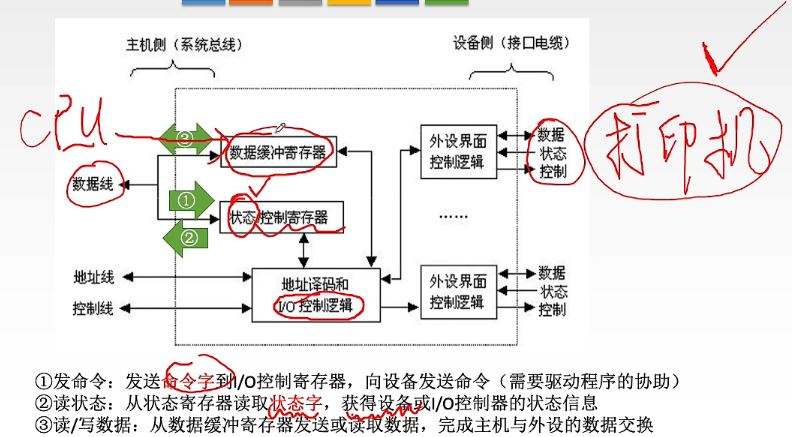 主机侧（系统总线）
设备侧（接口电缆）
CPU
③
数据缓冲寄存器
外设界面
控制逻辑
数据
状态
控制
打印机
数据线
①
状态/控制寄存器
②
……
地址线
控制线
地址译码和
I/O 控制逻辑
外设界面
控制逻辑
数据
状态
控制
①发命令：发送命令字到I/O控制寄存器，向设备发送命令（需要驱动程序的协助）
②读状态：从状态寄存器读取状态字，获得设备或I/O控制器的状态信息
③读/写数据：从数据缓冲寄存器发送或读取数据，完成主机与外设的数据交换